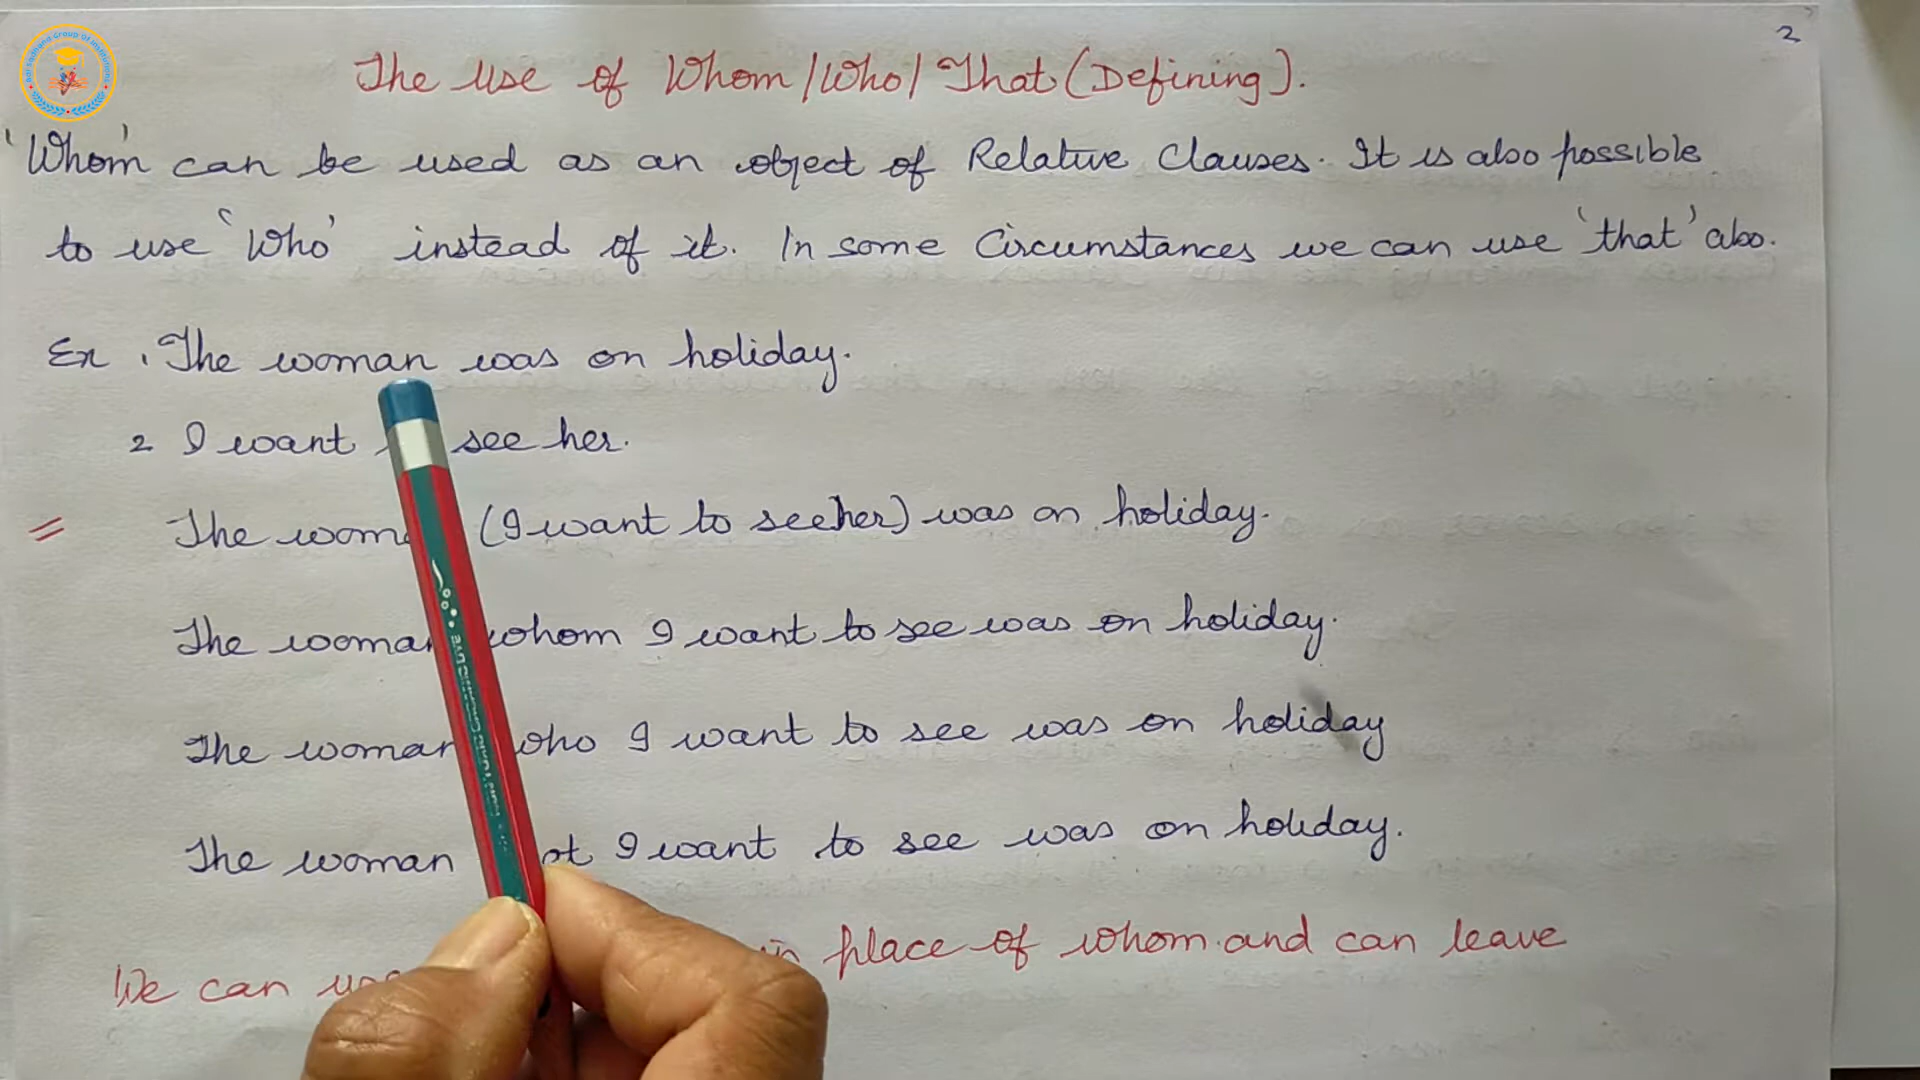 2
The Use of Whom/Who/That (Defining).
'Whom' can be used as an object of Relative Clauses. It is also possible
to use 'Who' instead of it. In some Circumstances we can use 'that' also.
Ex 1 The woman was on holiday.
2 I want see her.
= The (I want to see her) was on holiday.
The woman whom I want to see was on holiday.
The woman who I want to see was on holiday
The woman I want to see was on holiday.
We can in place of whom and can leave